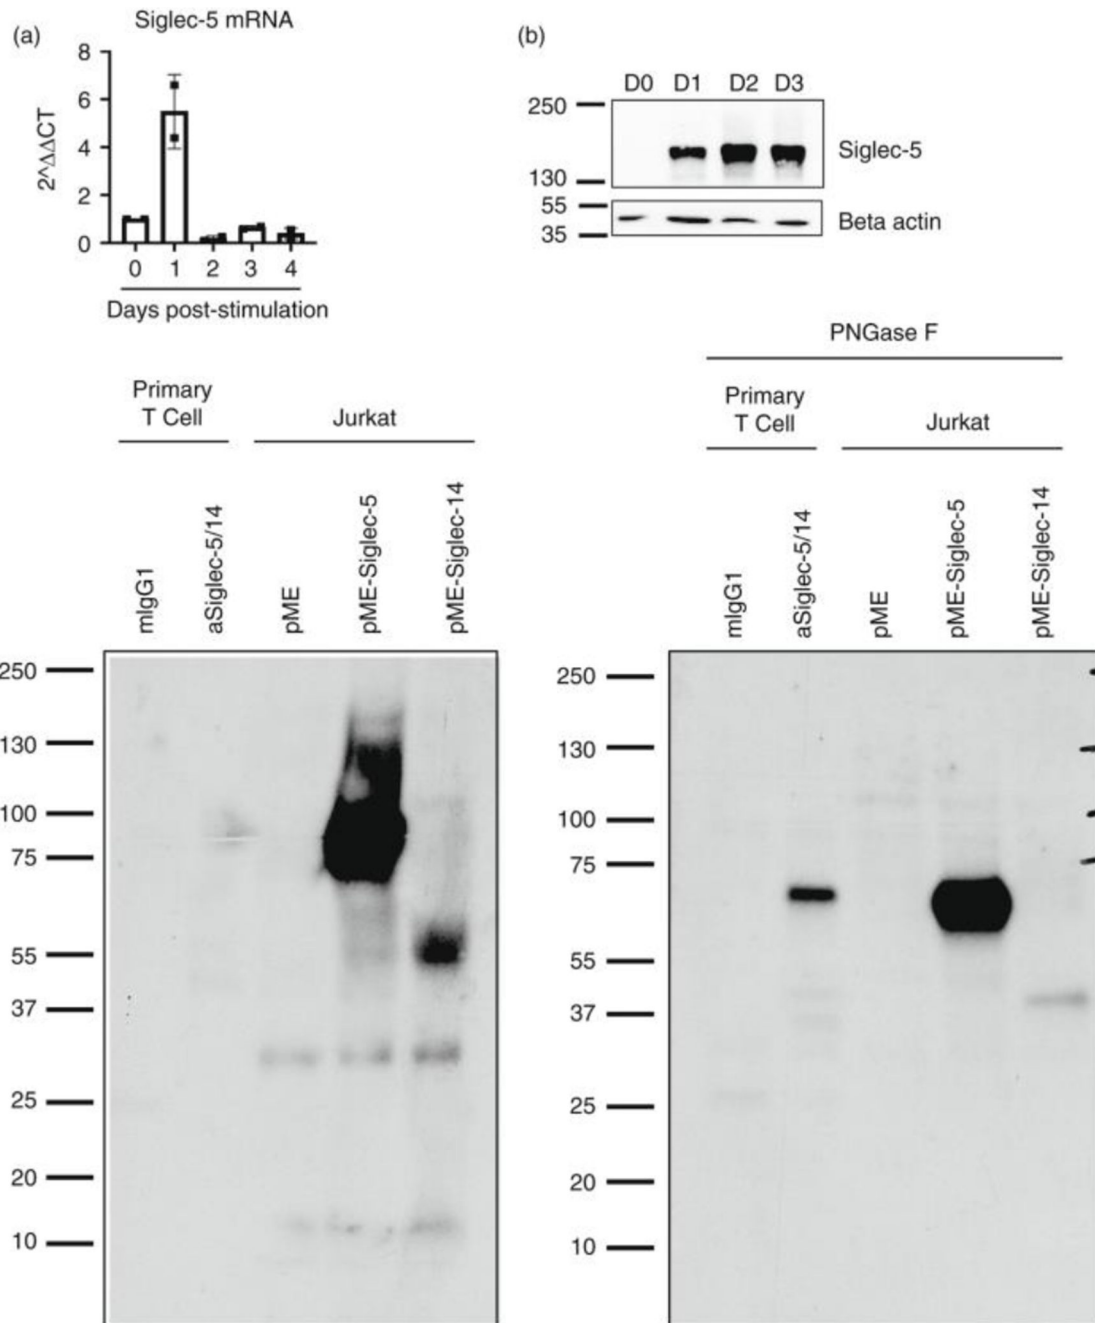 (a)
Siglec-5 mRNA
2^ΔΔCT
8
6
4
2
0
0 1 2 3 4
Days post-stimulation
(b)
D0 D1 D2 D3
250
130
Siglec-5
55
35
Beta actin
Primary
T Cell
Jurkat
mIgG1
aSiglec-5/14
pME
pME-Siglec-5
pME-Siglec-14
250
130
100
75
55
37
25
20
10
PNGase F
Primary
T Cell
Jurkat
mIgG1
aSiglec-5/14
pME
pME-Siglec-5
pME-Siglec-14
250
130
100
75
55
37
25
20
10